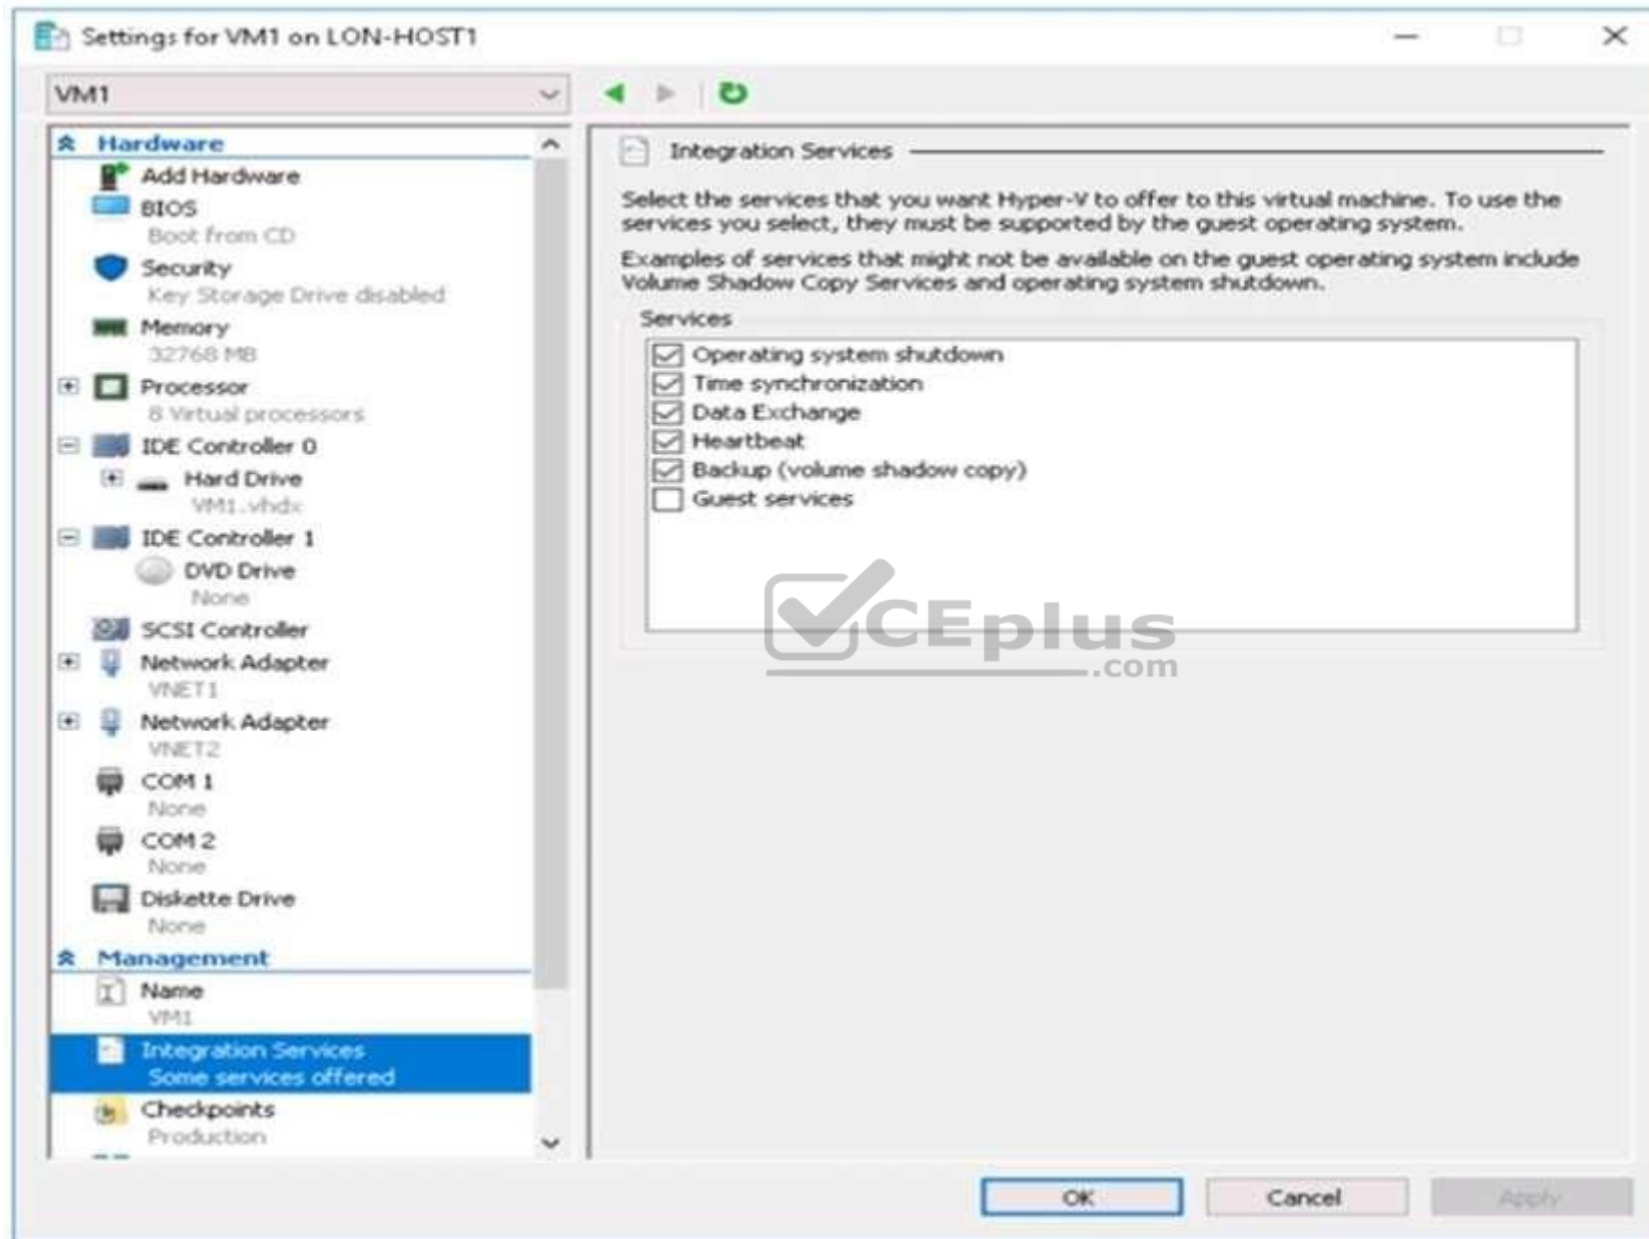 Settings for VM1 on LON-HOST1
VM1
Hardware
Add Hardware
BIOS
Boot from CD
Security
Key Storage Drive disabled
Memory
32768 MB
Processor
8 Virtual processors
IDE Controller 0
Hard Drive
VM1.vhdx
IDE Controller 1
DVD Drive
None
SCSI Controller
Network Adapter
VNET1
Network Adapter
VNET2
COM 1
None
COM 2
None
Diskette Drive
None
Management
Name
VM1
Integration Services
Some services offered
Checkpoints
Production
Integration Services
Select the services that you want Hyper-V to offer to this virtual machine. To use the
services you select, they must be supported by the guest operating system.
Examples of services that might not be available on the guest operating system include
Volume Shadow Copy Services and operating system shutdown.
Services
Operating system shutdown
Time synchronization
Data Exchange
Heartbeat
Backup (volume shadow copy)
Guest services
CEplus
.com
OK
Cancel
Apply